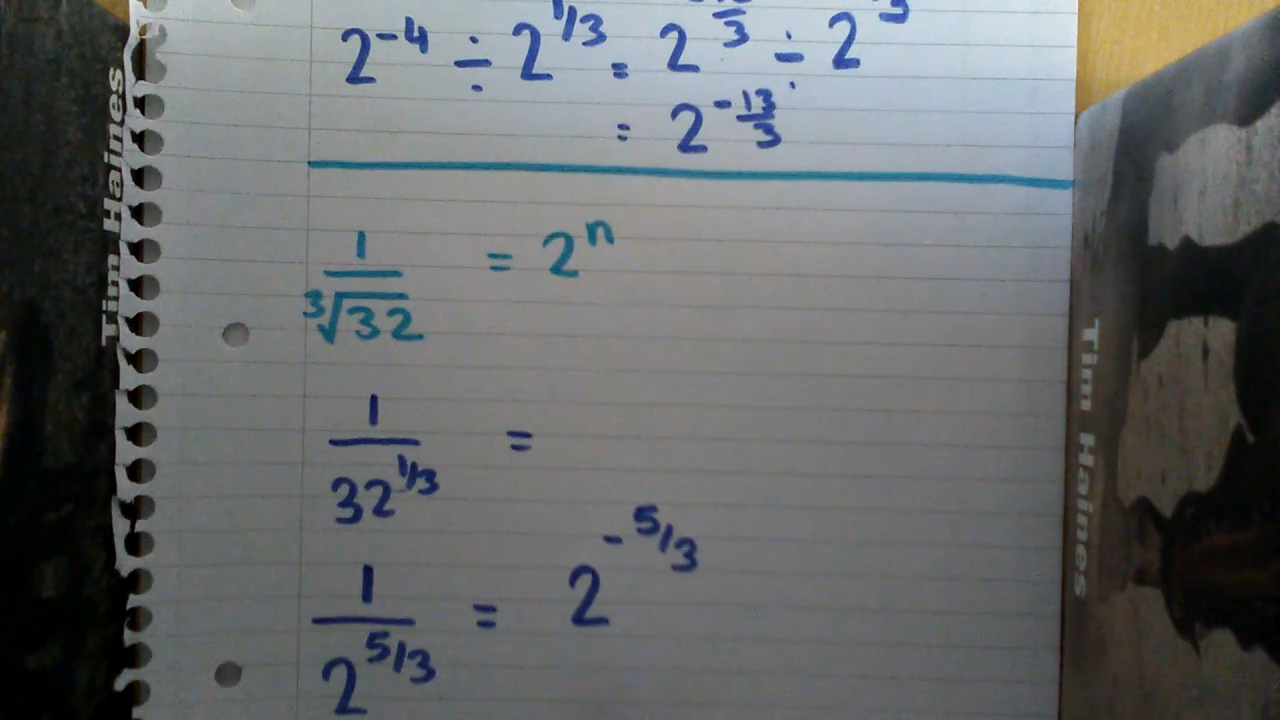 2^-4 ÷ 2^1/3 = 2 ÷ 2
= 2^-13/3
1/∛32 = 2^n
1/32^1/3 =
1/2^5/3 = 2^-5/3
Tim Haines
Tim Haines